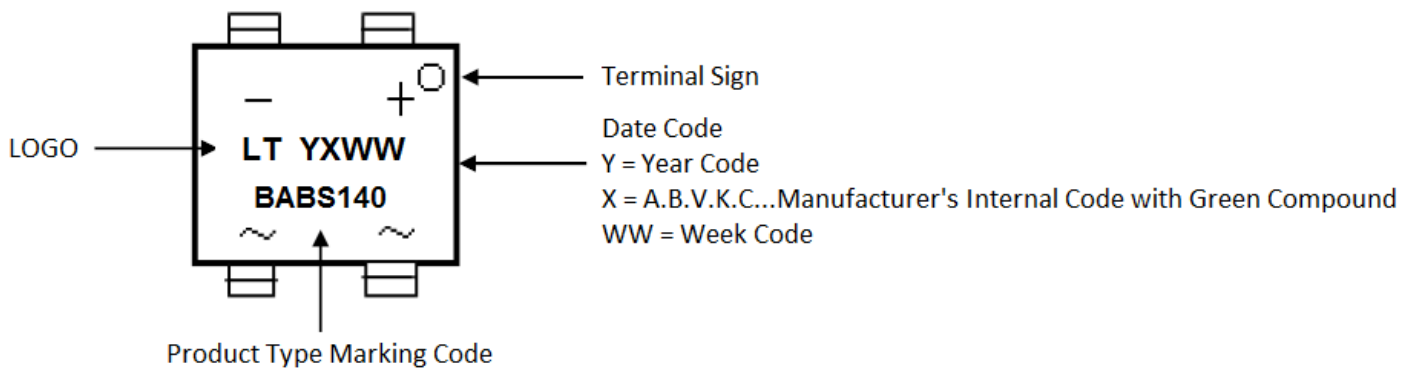 Terminal Sign
− +
Date Code
LOGO
LT YXWW
Y = Year Code
BABS140
X = A.B.V.K.C...Manufacturer's Internal Code with Green Compound
~ ~
WW = Week Code
Product Type Marking Code